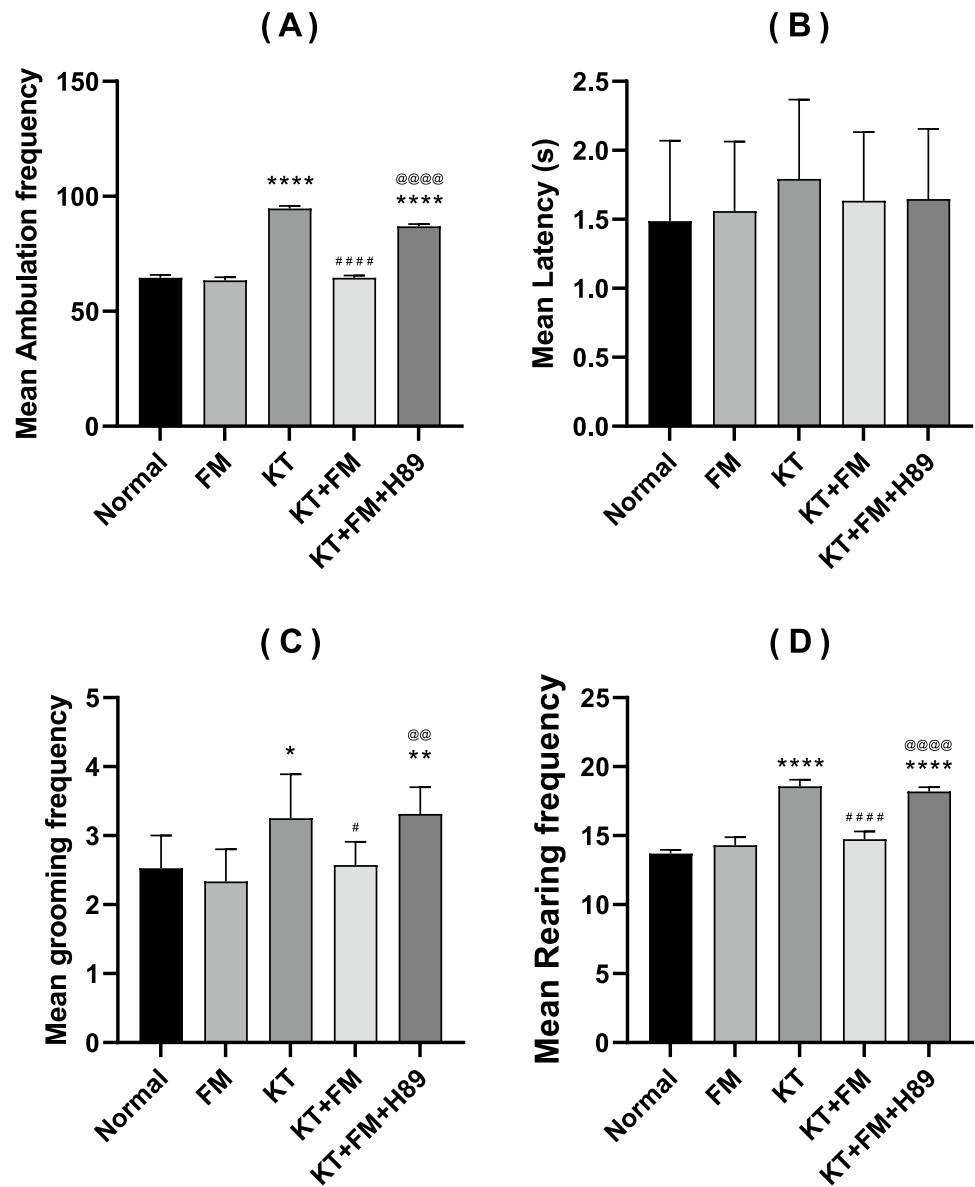 ( A )
Mean Ambulation frequency
150
100
50
0
****
####
@@@@
****
Normal
FM
KT
KT+FM
KT+FM+H89
( B )
Mean Latency (s)
2.5
2.0
1.5
1.0
0.5
0.0
Normal
FM
KT
KT+FM
KT+FM+H89
( C )
Mean grooming frequency
5
4
3
2
1
0
*
#
@@
**
Normal
FM
KT
KT+FM
KT+FM+H89
( D )
Mean Rearing frequency
25
20
15
10
5
0
****
####
@@@@
****
Normal
FM
KT
KT+FM
KT+FM+H89